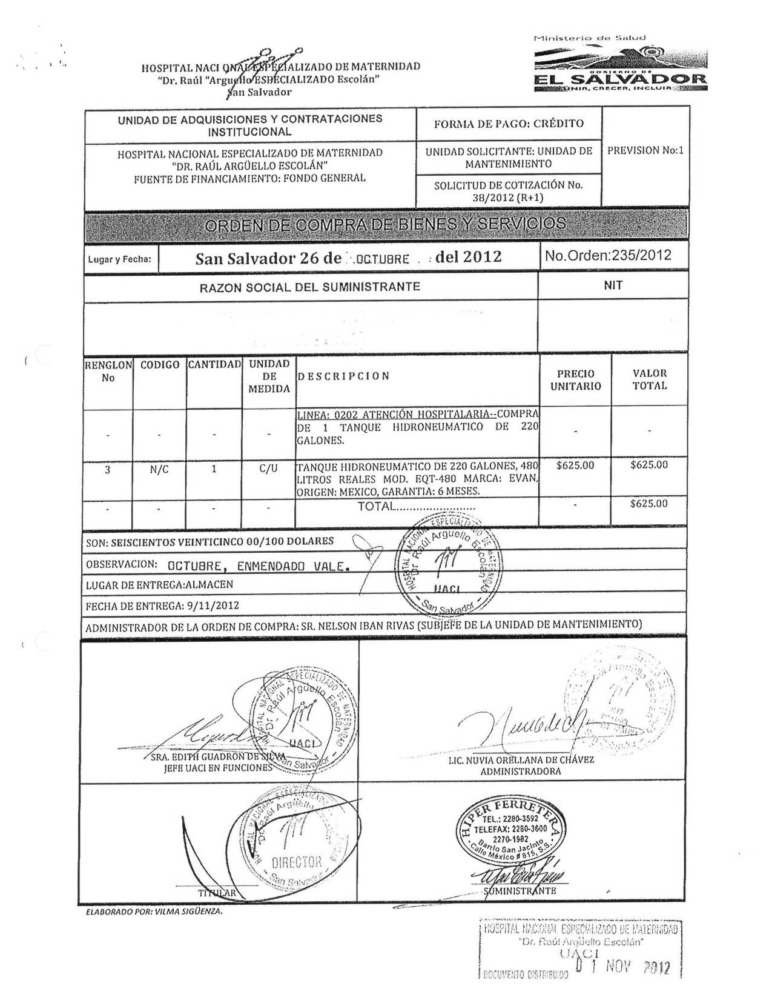 Ministerio de Salud
GOBIERNO DE
EL SALVADOR
UNIR, CRECER, INCLUIR
HOSPITAL NACIONAL ESPECIALIZADO DE MATERNIDAD
"Dr. Raúl "Arguello ESPECIALIZADO Escolán"
San Salvador
UNIDAD DE ADQUISICIONES Y CONTRATACIONES
INSTITUCIONAL
FORMA DE PAGO: CRÉDITO
PREVISION No:1
HOSPITAL NACIONAL ESPECIALIZADO DE MATERNIDAD
"DR. RAÚL ARGÜELLO ESCOLÁN"
FUENTE DE FINANCIAMIENTO: FONDO GENERAL
UNIDAD SOLICITANTE: UNIDAD DE
MANTENIMIENTO
SOLICITUD DE COTIZACIÓN No.
38/2012 (R+1)
ORDEN DE COMPRA DE BIENES Y SERVICIOS
Lugar y Fecha: San Salvador 26 de OCTUBRE del 2012 No.Orden:235/2012
RAZON SOCIAL DEL SUMINISTRANTE NIT
RENGLON No CODIGO CANTIDAD UNIDAD DE MEDIDA DESCRIPCION PRECIO UNITARIO VALOR TOTAL
LINEA: 0202 ATENCIÓN HOSPITALARIA--COMPRA
- - - - DE 1 TANQUE HIDRONEUMATICO DE 220 - -
GALONES.
3 N/C 1 C/U TANQUE HIDRONEUMATICO DE 220 GALONES, 480 $625.00 $625.00
LITROS REALES MOD. EQT-480 MARCA: EVAN,
ORIGEN: MEXICO, GARANTIA: 6 MESES.
- - - - TOTAL........................ - $625.00
SON: SEISCIENTOS VEINTICINCO 00/100 DOLARES
OBSERVACION: OCTUBRE, ENMENDADO VALE.
LUGAR DE ENTREGA:ALMACEN
FECHA DE ENTREGA: 9/11/2012
HOSPITAL NACIONAL ESPECIALIZADO DE MATERNIDAD
"Dr. Raúl Arguello Escolán"
UACI
- San Salvador -
ADMINISTRADOR DE LA ORDEN DE COMPRA: SR. NELSON IBAN RIVAS (SUBJEFE DE LA UNIDAD DE MANTENIMIENTO)
HOSPITAL NACIONAL ESPECIALIZADO DE MATERNIDAD
"Dr. Raúl Arguello Escolán"
UACI
San Salvador -
SRA. EDITH GUADRON DE SILVA
JEFE UACI EN FUNCIONES
LIC. NUVIA ORELLANA DE CHÁVEZ
ADMINISTRADORA
"Dr. Raúl Argüello
DIRECTOR
- San Salvador
TITULAR
HIPER FERRETERA
TEL.: 2280-3592
TELEFAX: 2280-3600
2270-1982
Barrio San Jacinto
Calle México # 815, S.S.
SUMINISTRANTE
ELABORADO POR: VILMA SIGÜENZA.
HOSPITAL NACIONAL ESPECIALIZADO DE MATERNIDAD
"Dr. Raúl Argüello Escolán"
UACI
DOCUMENTO DISTRIBUIDO 01 NOV 2012